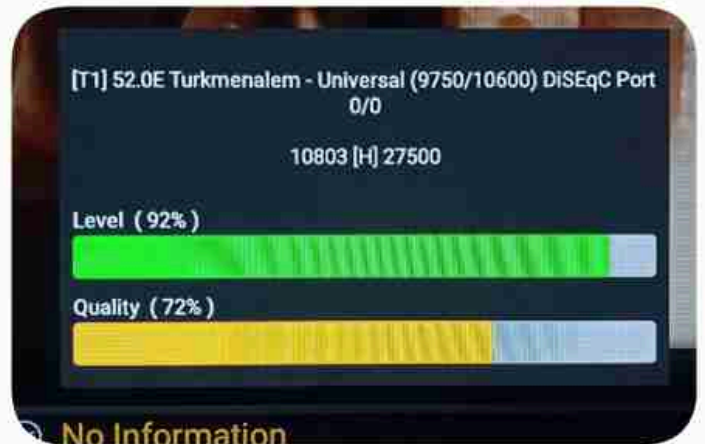 [T1] 52.0E Turkmenalem - Universal (9750/10600) DiSEqC Port
0/0
10803 [H] 27500
Level ( 92% )
Quality ( 72% )
No Information